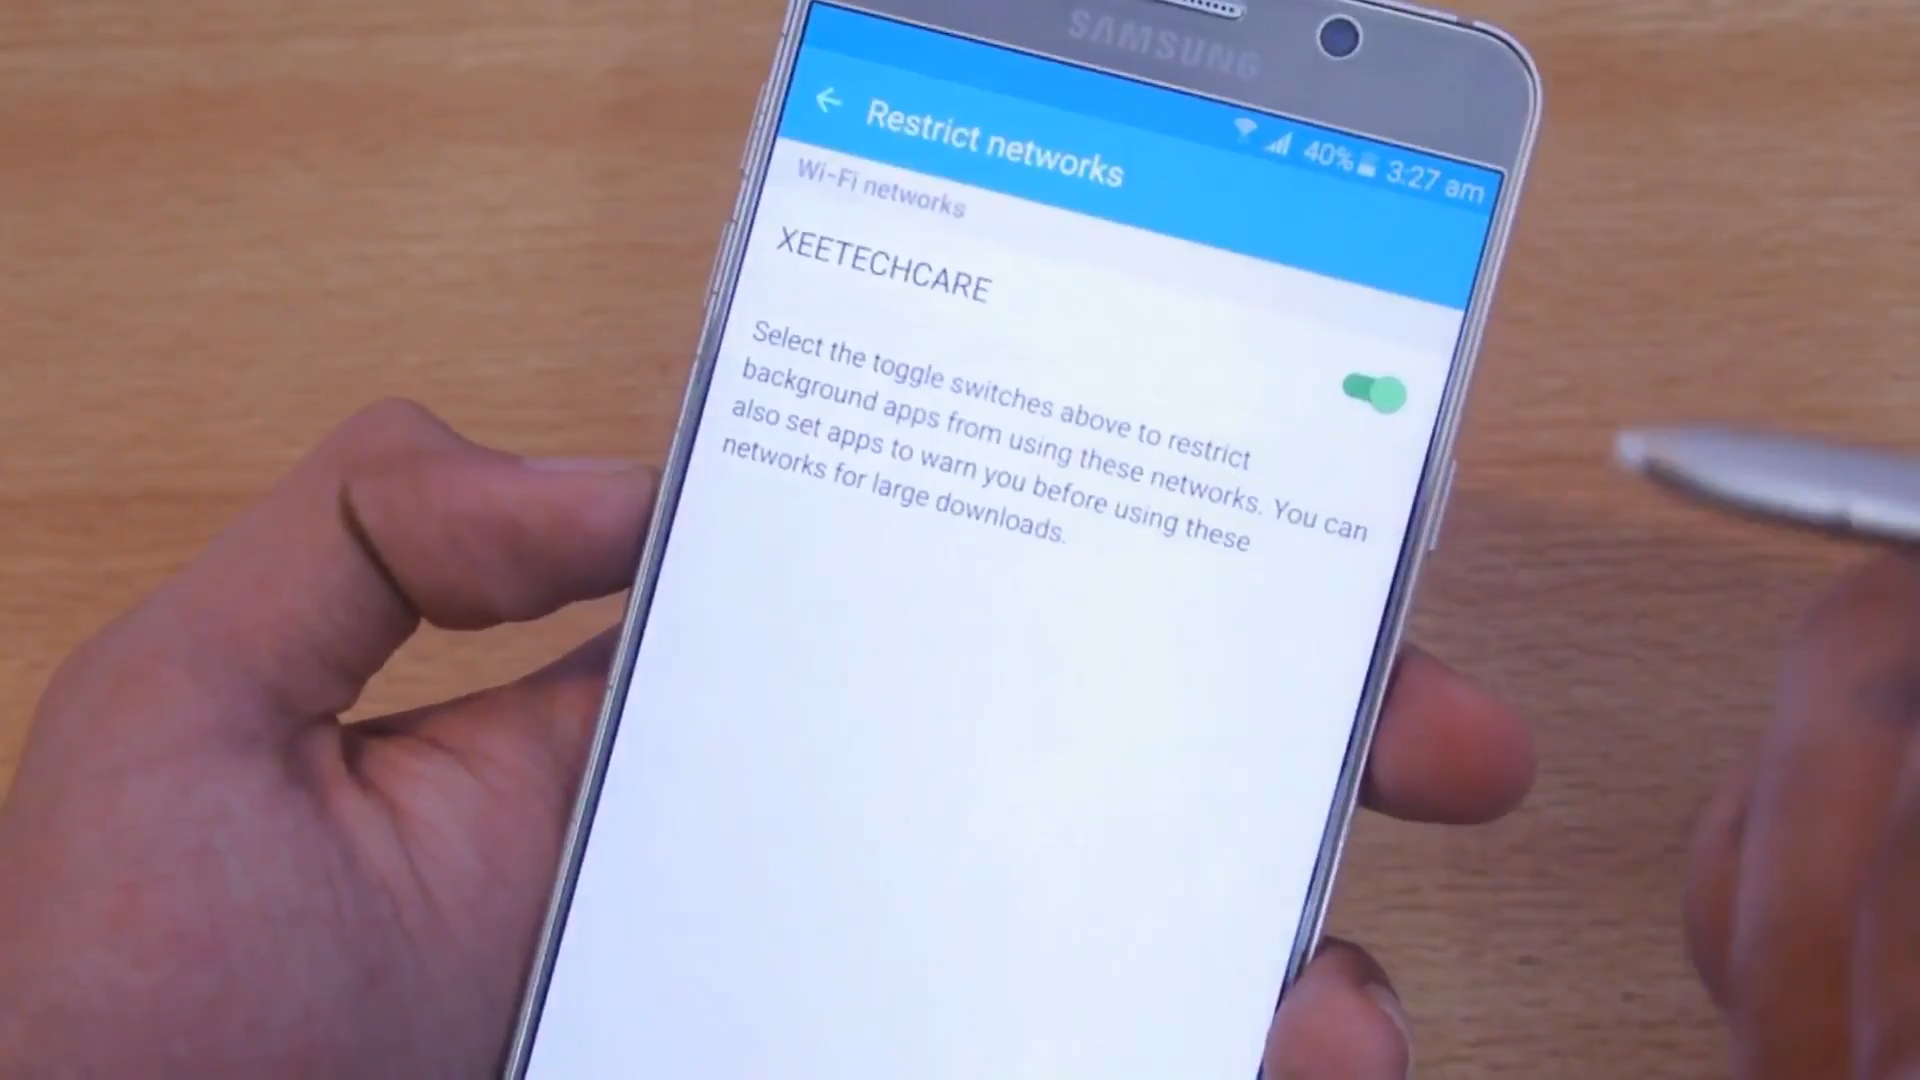 SAMSUNG
40% 3:27 am
Restrict networks
Wi-Fi networks
XEETECHCARE
Select the toggle switches above to restrict
background apps from using these networks. You can
also set apps to warn you before using these
networks for large downloads.